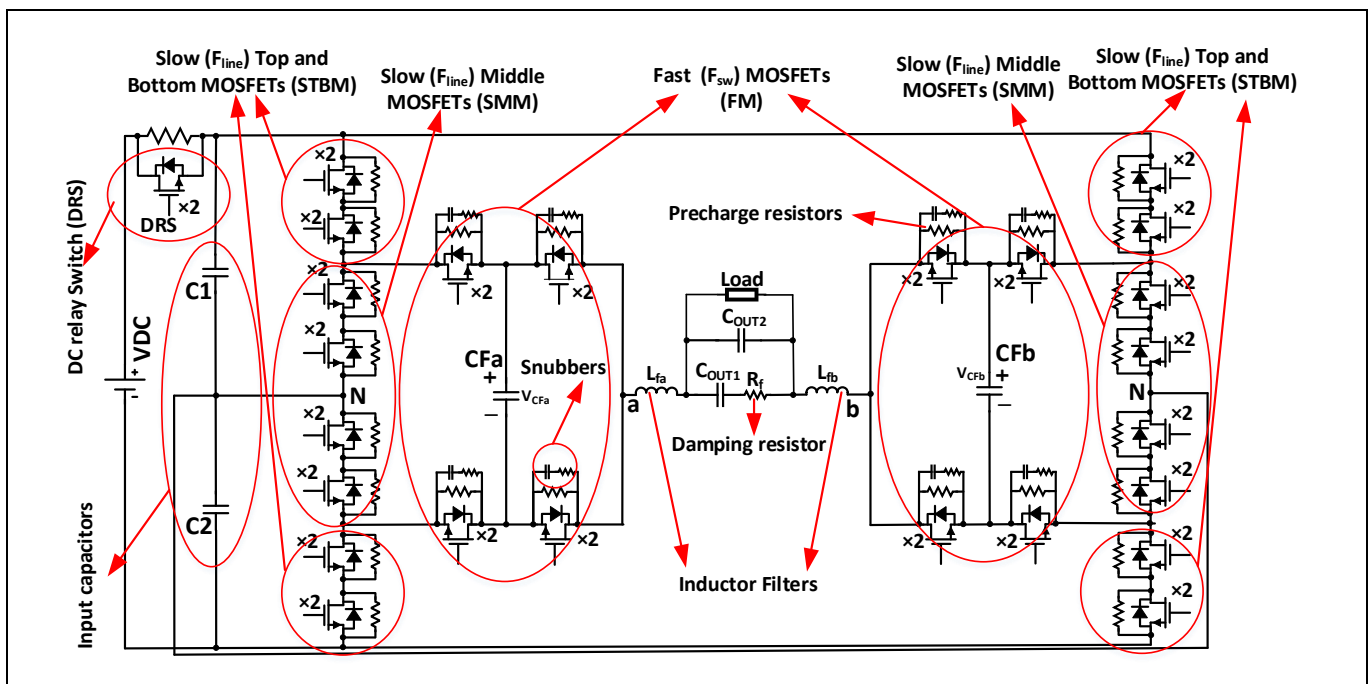 Slow (Fline) Top and
Bottom MOSFETs (STBM)
Slow (Fline) Middle
MOSFETs (SMM)
Fast (Fsw) MOSFETs
(FM)
Slow (Fline) Middle
MOSFETs (SMM)
Slow (Fline) Top and
Bottom MOSFETs (STBM)
×2
DRS
DC relay Switch (DRS)
×2
×2
×2
×2
×2
×2
×2
×2
×2
×2
×2
×2
×2
Precharge resistors
×2
×2
×2
×2
×2
×2
×2
×2
×2
×2
×2
×2
C1
C2
VDC
+
-
N
CFa
+
VCFa
−
Snubbers
a
Lfa
Load
COUT2
COUT1
Rf
Lfb
b
Damping resistor
CFb
+
VCFb
−
N
Input capacitors
Inductor Filters